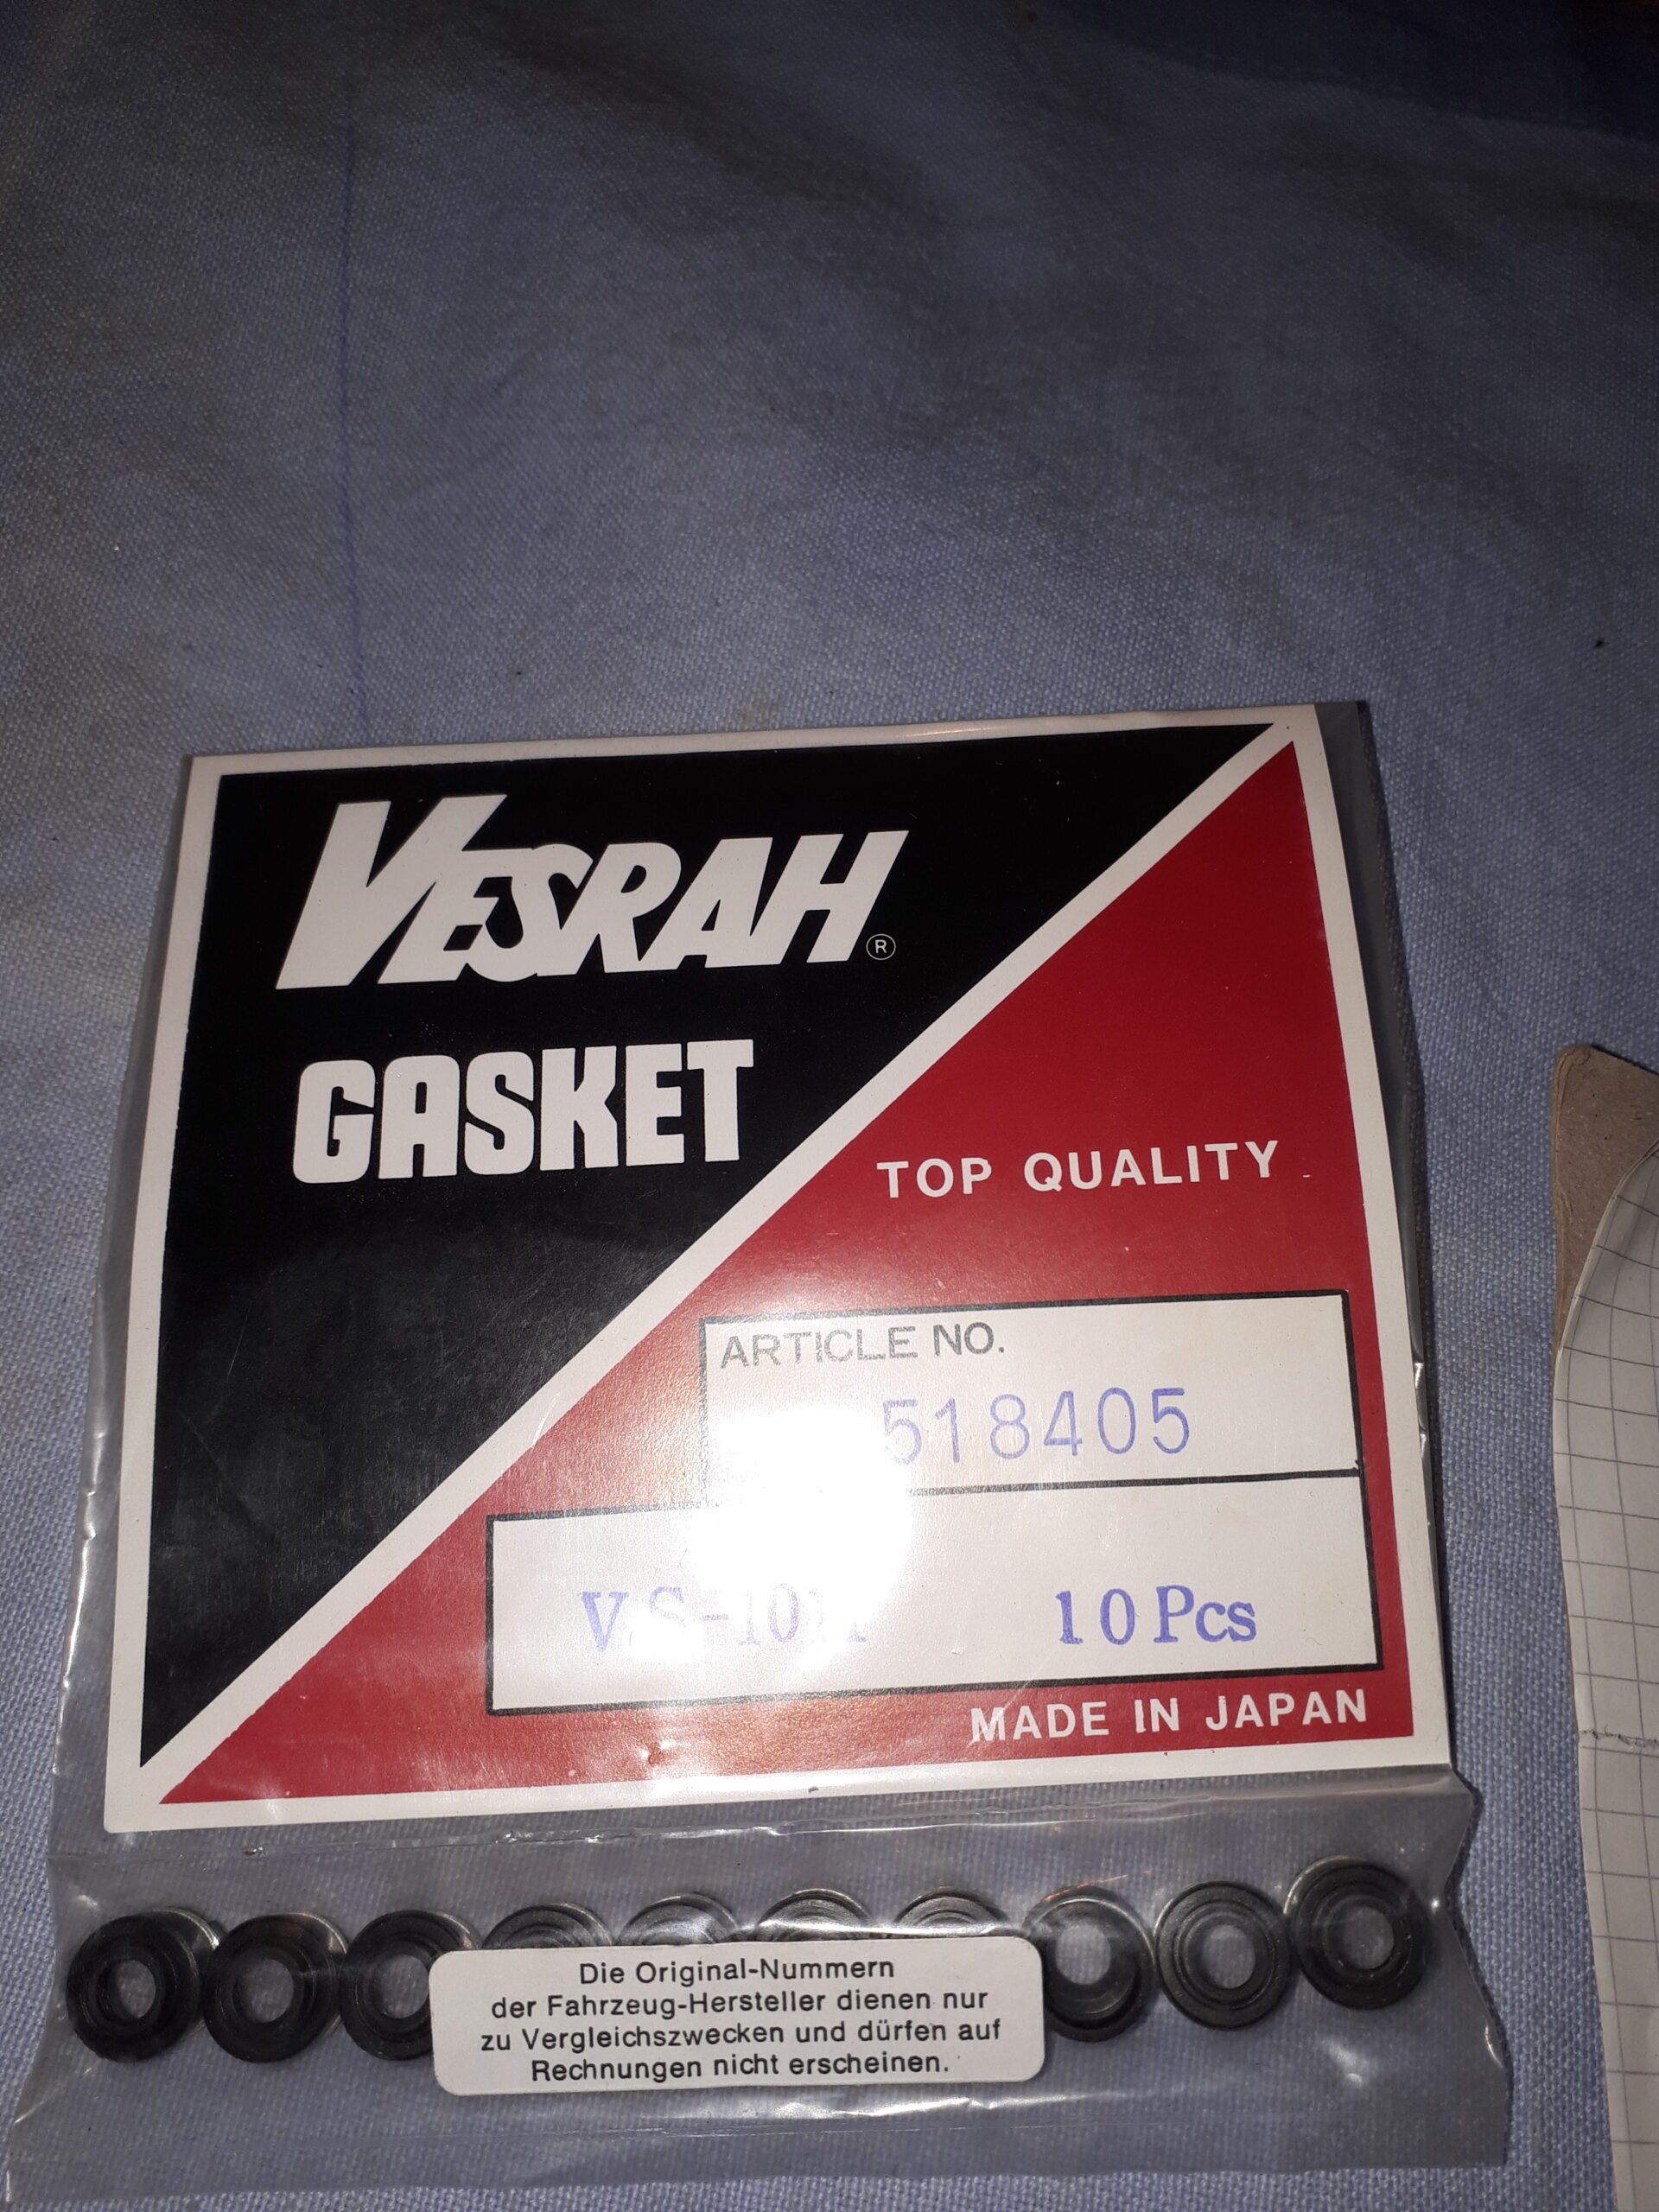 VESRAH®
GASKET
TOP QUALITY
ARTICLE NO.
518405
10 Pcs
MADE IN JAPAN
Die Original-Nummern
der Fahrzeug-Hersteller dienen nur
zu Vergleichszwecken und dürfen auf
Rechnungen nicht erscheinen.